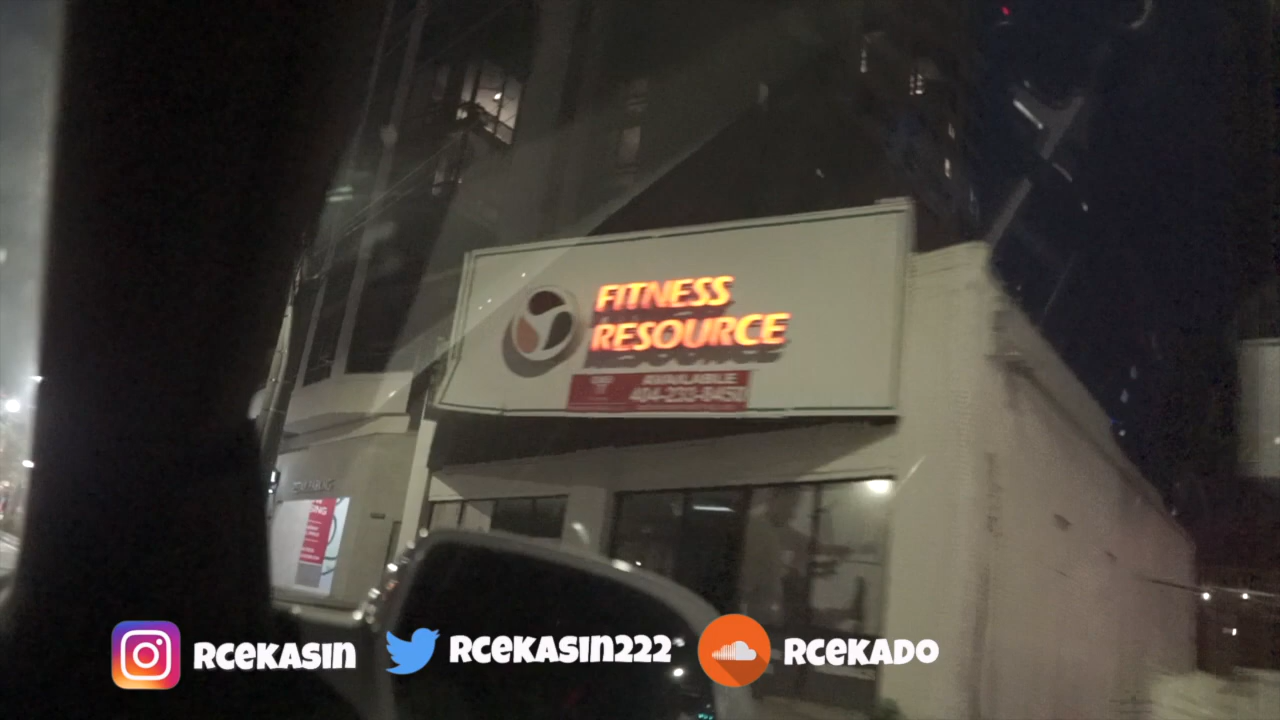 FITNESS
RESOURCE
AVAILABLE
404-233-8450
RCEKASIN
RCEKASIN222
RCEKADO